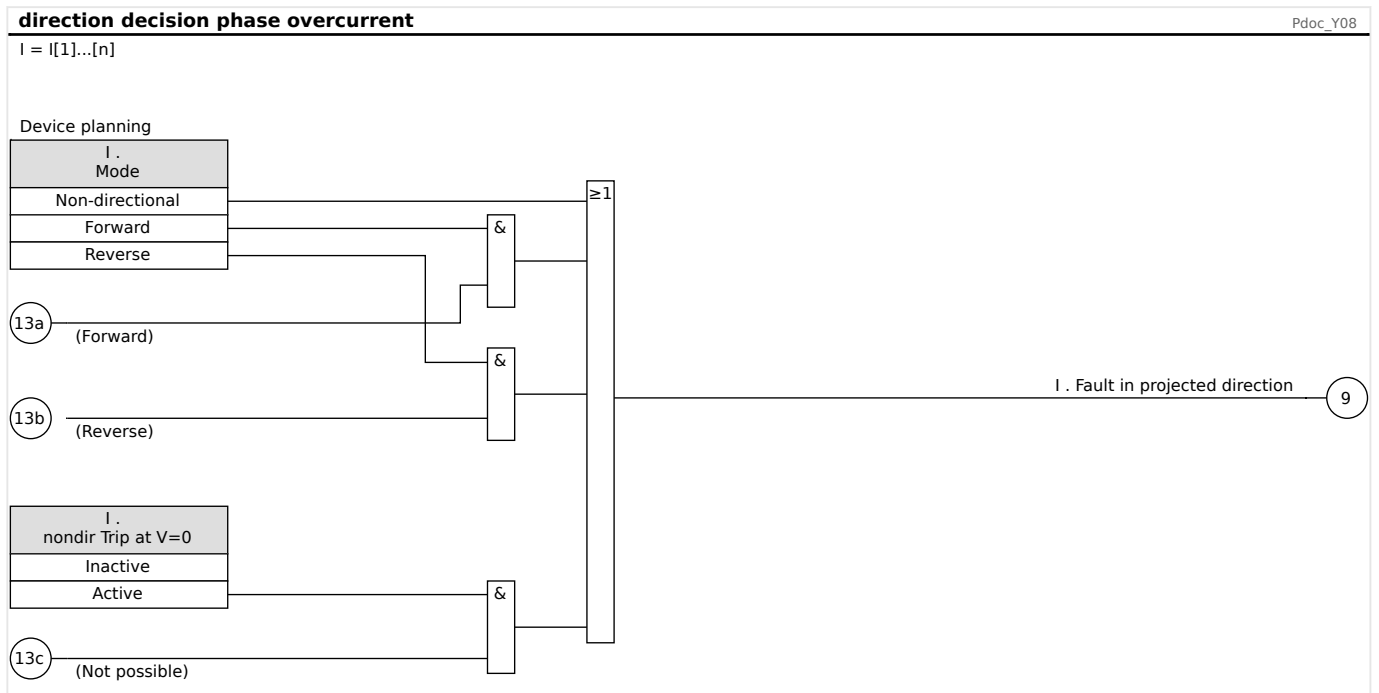 direction decision phase overcurrent
Pdoc_Y08
I = I[1]...[n]
Device planning
I .
Mode
Non-directional
Forward
Reverse
≥1
&
13a
(Forward)
&
13b
(Reverse)
I . Fault in projected direction
9
I .
nondir Trip at V=0
Inactive
Active
&
13c
(Not possible)